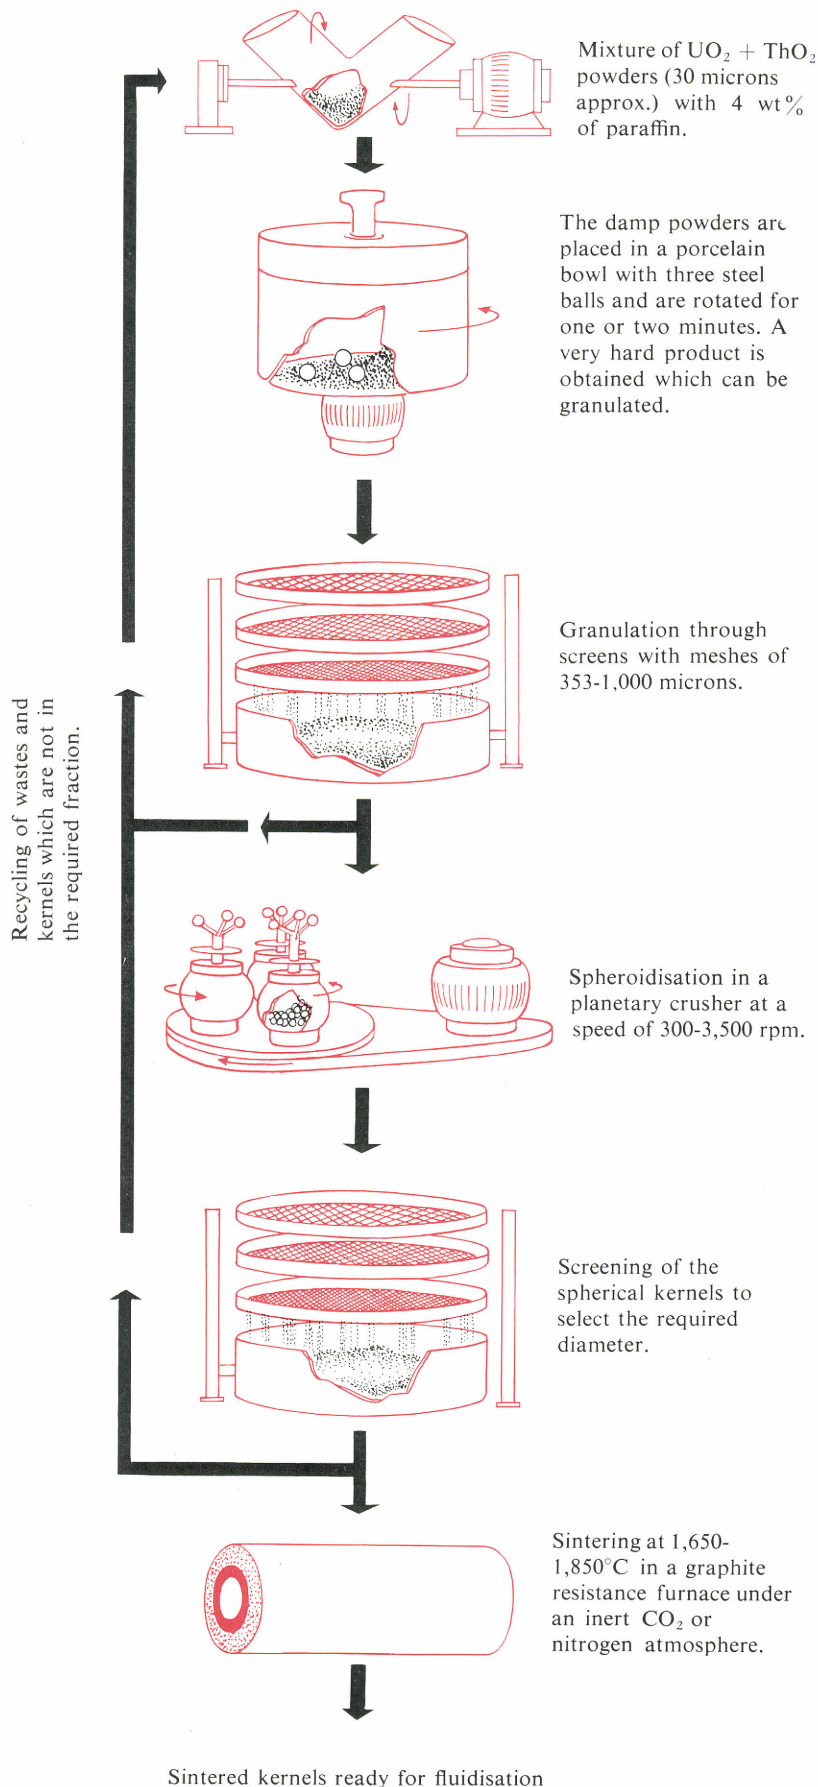 Mixture of UO₂ + ThO₂
powders (30 microns
approx.) with 4 wt%
of paraffin.
The damp powders are
placed in a porcelain
bowl with three steel
balls and are rotated for
one or two minutes. A
very hard product is
obtained which can be
granulated.
Granulation through
screens with meshes of
353-1,000 microns.
Recycling of wastes and
kernels which are not in
the required fraction.
Spheroidisation in a
planetary crusher at a
speed of 300-3,500 rpm.
Screening of the
spherical kernels to
select the required
diameter.
Sintering at 1,650-
1,850°C in a graphite
resistance furnace under
an inert CO₂ or
nitrogen atmosphere.
Sintered kernels ready for fluidisation